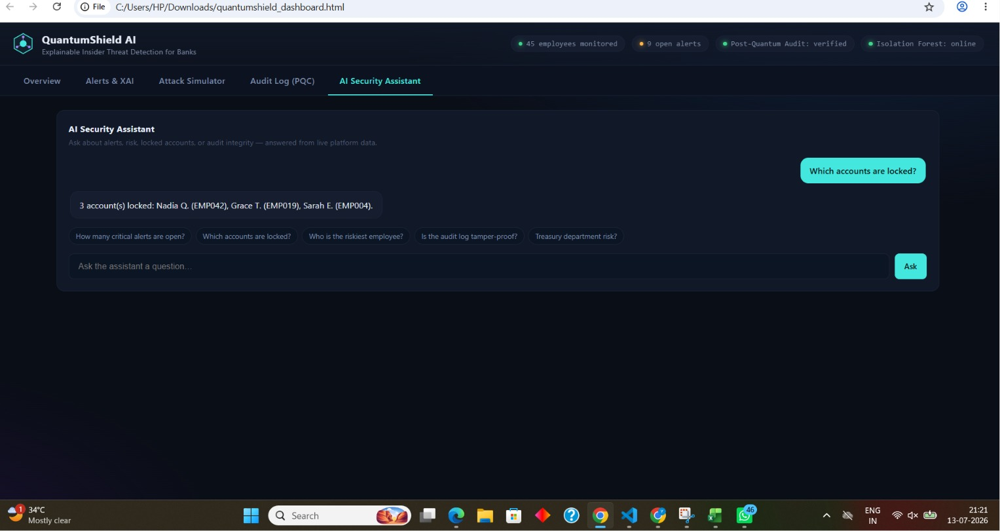 File C:/Users/HP/Downloads/quantumshield_dashboard.html
QuantumShield AI
Explainable Insider Threat Detection for Banks
45 employees monitored
9 open alerts
Post-Quantum Audit: verified
Isolation Forest: online
Overview Alerts & XAI Attack Simulator Audit Log (PQC) AI Security Assistant
AI Security Assistant
Ask about alerts, risk, locked accounts, or audit integrity — answered from live platform data.
Which accounts are locked?
3 account(s) locked: Nadia Q. (EMP042), Grace T. (EMP019), Sarah E. (EMP004).
How many critical alerts are open? Which accounts are locked? Who is the riskiest employee? Is the audit log tamper-proof? Treasury department risk?
Ask the assistant a question… Ask
1
34°C
Mostly clear
Search
Y
46
ENG
IN
21:21
13-07-2026